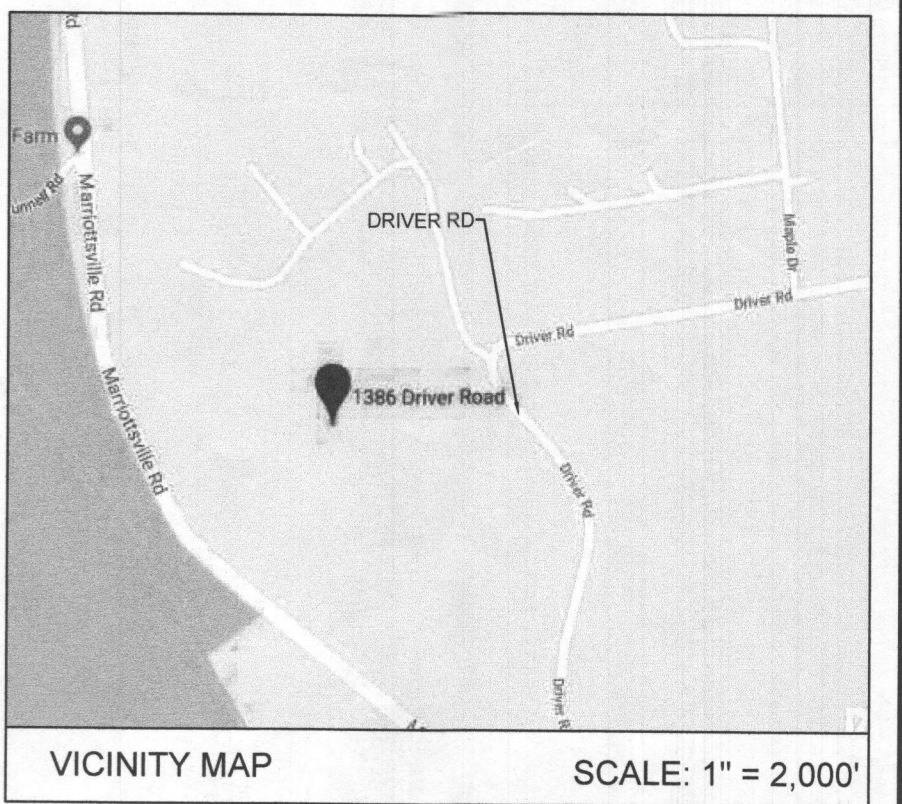 Rd
Farm
Marriottsville Rd
DRIVER RD
Maple Dr
Driver Rd
Driver Rd
1386 Driver Road
Marriottsville Rd
Driver Rd
Driver R
VICINITY MAP
SCALE: 1" = 2,000'